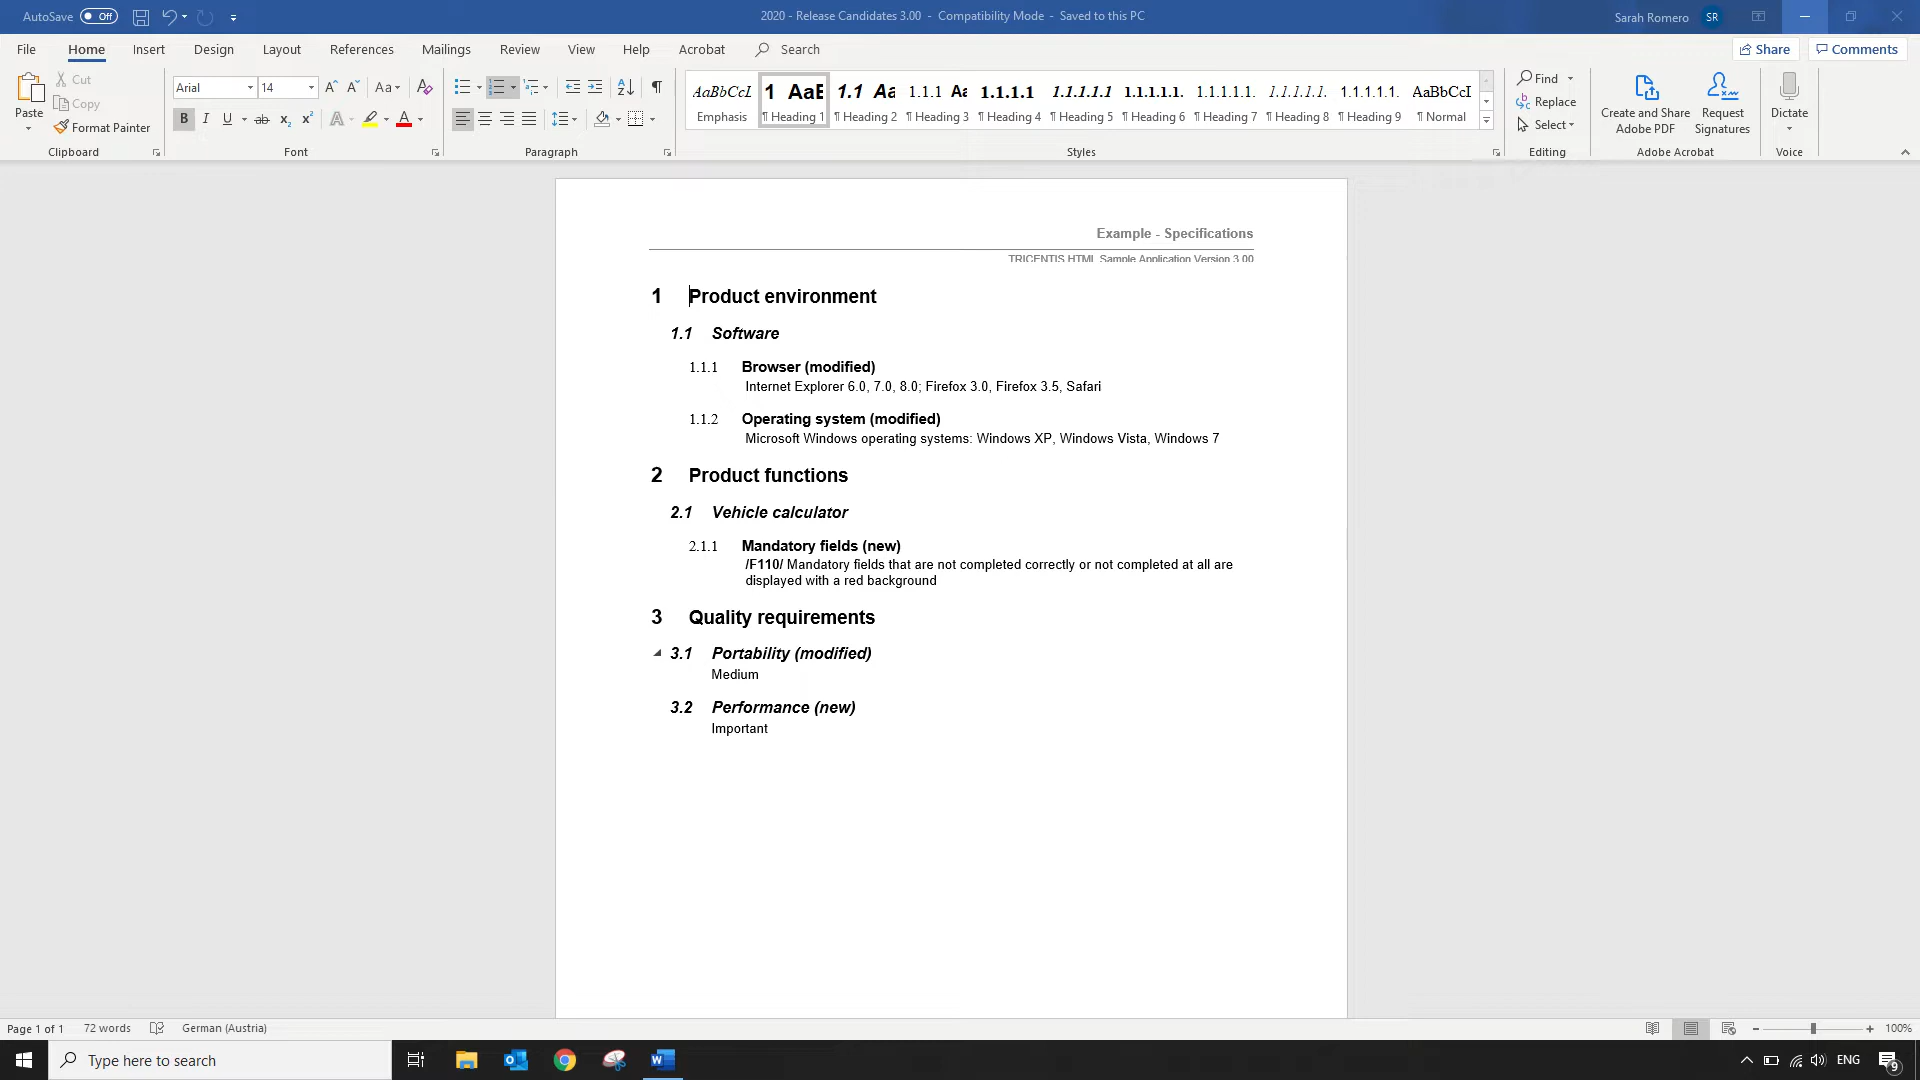 AutoSave Off 2020 - Release Candidates 3.00 - Compatibility Mode - Saved to this PC Sarah Romero SR
File Home Insert Design Layout References Mailings Review View Help Acrobat Search Share Comments
Paste Cut Copy Format Painter
Clipboard
Arial 14 Aa
B I U ab x₂ x² A A
Font
Paragraph
AaBbCcL 1 AaE 1.1 Aa 1.1.1 Aa 1.1.1.1 1.1.1.1.1 1.1.1.1.1. 1.1.1.1.1. 1.1.1.1.1. 1.1.1.1.1. AaBbCcI
Emphasis ¶ Heading 1 ¶ Heading 2 ¶ Heading 3 ¶ Heading 4 ¶ Heading 5 ¶ Heading 6 ¶ Heading 7 ¶ Heading 8 ¶ Heading 9 ¶ Normal
Styles
Find
Replace
Select
Editing
Create and Share Adobe PDF
Request Signatures
Adobe Acrobat
Dictate
Voice
Example - Specifications
TRICENTIS HTML Sample Application Version 3.00
1 Product environment
1.1 Software
1.1.1 Browser (modified)
Internet Explorer 6.0, 7.0, 8.0; Firefox 3.0, Firefox 3.5, Safari
1.1.2 Operating system (modified)
Microsoft Windows operating systems: Windows XP, Windows Vista, Windows 7
2 Product functions
2.1 Vehicle calculator
2.1.1 Mandatory fields (new)
/F110/ Mandatory fields that are not completed correctly or not completed at all are
displayed with a red background
3 Quality requirements
3.1 Portability (modified)
Medium
3.2 Performance (new)
Important
Page 1 of 1 72 words German (Austria) 100%
Type here to search ENG 9